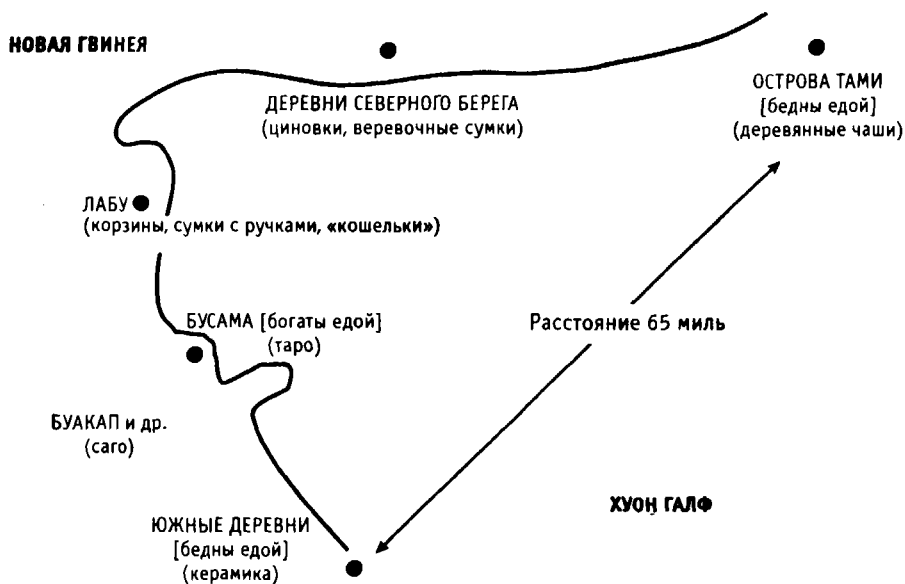 НОВАЯ ГВИНЕЯ
ДЕРЕВНИ СЕВЕРНОГО БЕРЕГА
(циновки, веревочные сумки)
ОСТРОВА ТАМИ
[бедны едой]
(деревянные чаши)
ЛАБУ
(корзины, сумки с ручками, «кошельки»)
БУСАМА [богаты едой]
(таро)
Расстояние 65 миль
БУАКАП и др.
(саго)
ХУОН ГАЛФ
ЮЖНЫЕ ДЕРЕВНИ
[бедны едой]
(керамика)